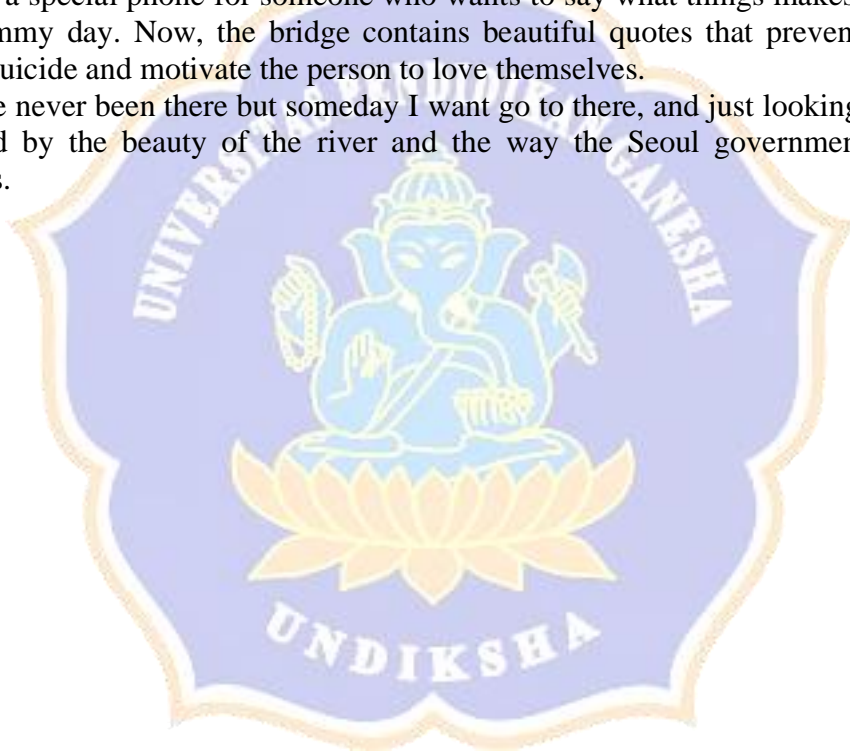 a special phone for someone who wants to say what things makes
mmy day. Now, the bridge contains beautiful quotes that preven
uicide and motivate the person to love themselves.
e never been there but someday I want go to there, and just looking
d by the beauty of the river and the way the Seoul governmen
s.
UNIVERSITAS PENDIDIKAN GANESHA
UNDIKSHA